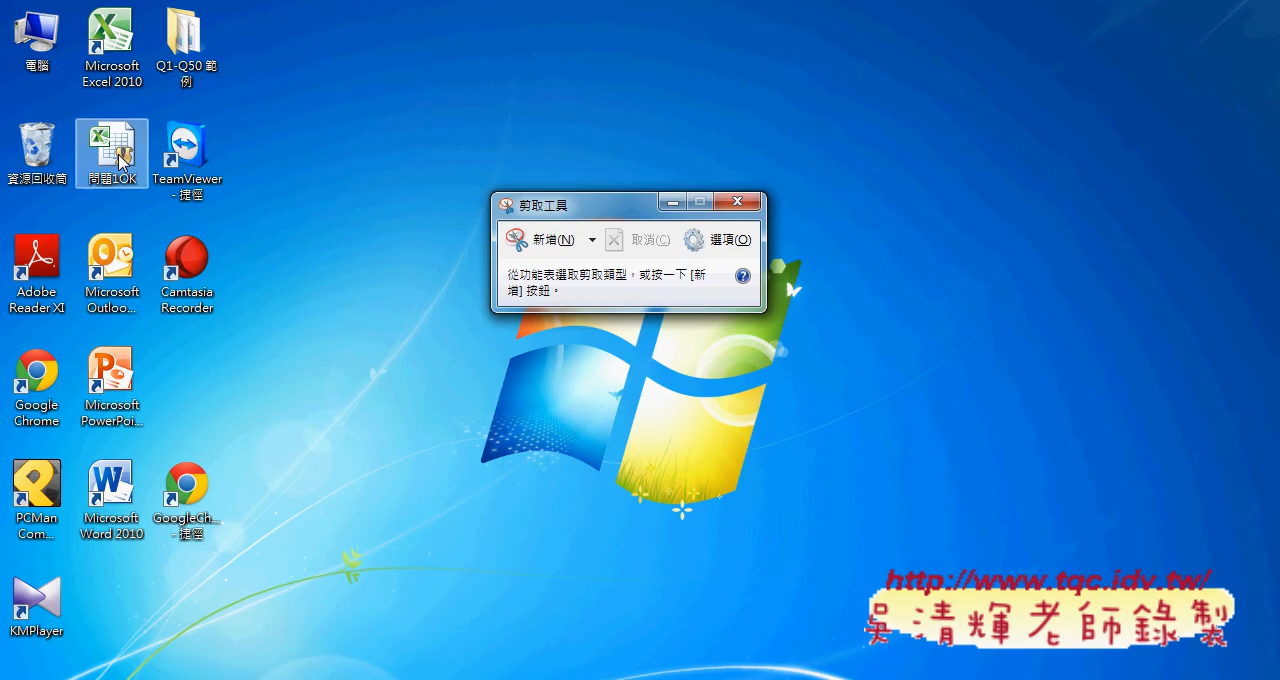 電腦
Microsoft
Excel 2010
Q1-Q50 範
例
資源回收筒
問題1OK
TeamViewer
- 捷徑
Adobe
Reader XI
Microsoft
Outloo...
Camtasia
Recorder
Google
Chrome
Microsoft
PowerPoi...
PCMan
Com...
Microsoft
Word 2010
GoogleCh...
- 捷徑
KMPlayer
剪取工具
新增(N)
取消(C)
選項(O)
從功能表選取剪取類型，或按一下 [新
增] 按鈕。
http://www.tqc.idv.tw/
吳清輝老師錄製